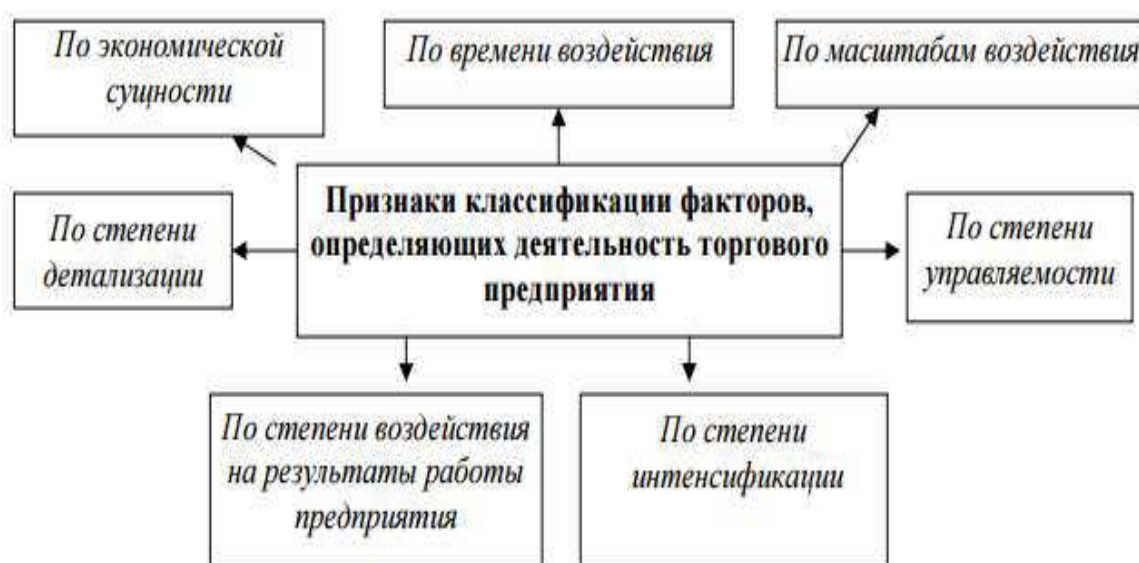 По экономической
сущности
По времени воздействия
По масштабам воздействия
По степени
детализации
Признаки классификации факторов,
определяющих деятельность торгового
предприятия
По степени
управляемости
По степени воздействия
на результаты работы
предприятия
По степени
интенсификации